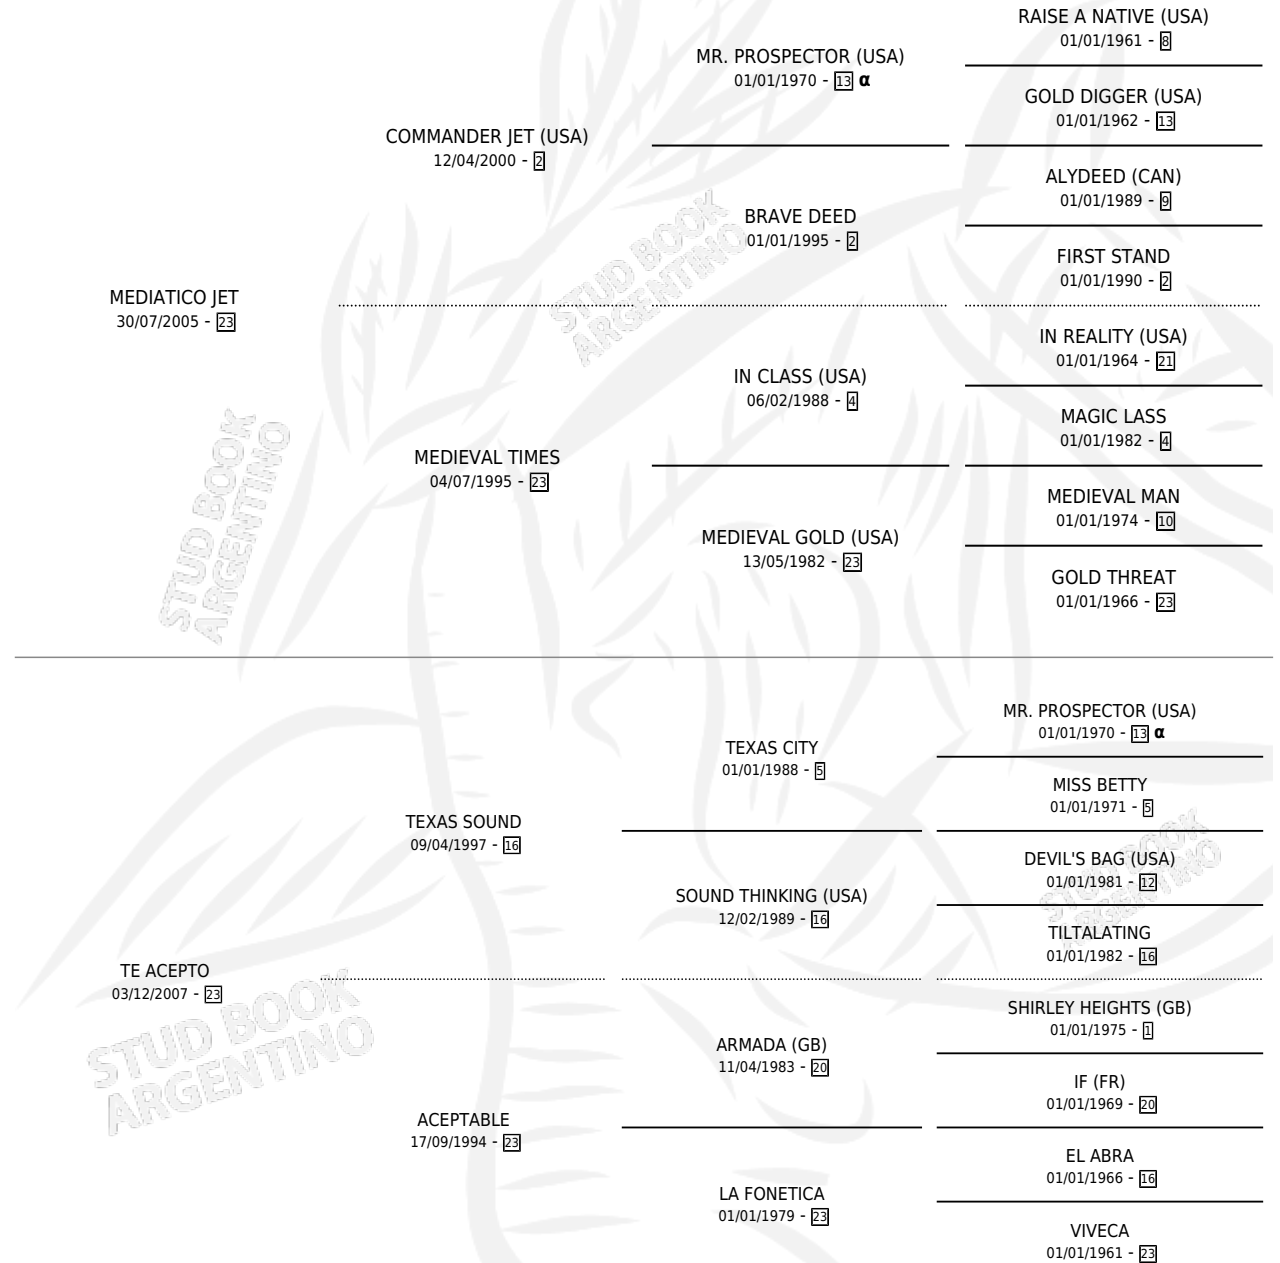 RAISE A NATIVE (USA)
01/01/1961 - 8
MR. PROSPECTOR (USA)
01/01/1970 - 13 α
GOLD DIGGER (USA)
01/01/1962 - 13
COMMANDER JET (USA)
12/04/2000 - 2
ALYDEED (CAN)
01/01/1989 - 9
BRAVE DEED
01/01/1995 - 2
FIRST STAND
01/01/1990 - 2
MEDIATICO JET
30/07/2005 - 23
IN REALITY (USA)
01/01/1964 - 21
IN CLASS (USA)
06/02/1988 - 4
MAGIC LASS
01/01/1982 - 4
MEDIEVAL TIMES
04/07/1995 - 23
MEDIEVAL MAN
01/01/1974 - 10
MEDIEVAL GOLD (USA)
13/05/1982 - 23
GOLD THREAT
01/01/1966 - 23
MR. PROSPECTOR (USA)
01/01/1970 - 13 α
TEXAS CITY
01/01/1988 - 5
MISS BETTY
01/01/1971 - 5
TEXAS SOUND
09/04/1997 - 16
DEVIL'S BAG (USA)
01/01/1981 - 12
SOUND THINKING (USA)
12/02/1989 - 16
TILTALATING
01/01/1982 - 16
TE ACEPTO
03/12/2007 - 23
SHIRLEY HEIGHTS (GB)
01/01/1975 - 1
ARMADA (GB)
11/04/1983 - 20
IF (FR)
01/01/1969 - 20
ACEPTABLE
17/09/1994 - 23
EL ABRA
01/01/1966 - 16
LA FONETICA
01/01/1979 - 23
VIVECA
01/01/1961 - 23
STUD BOOK
ARGENTINO
STUD BOOK
ARGENTINO
STUD BOOK
ARGENTINO
STUD BOOK
ARGENTINO